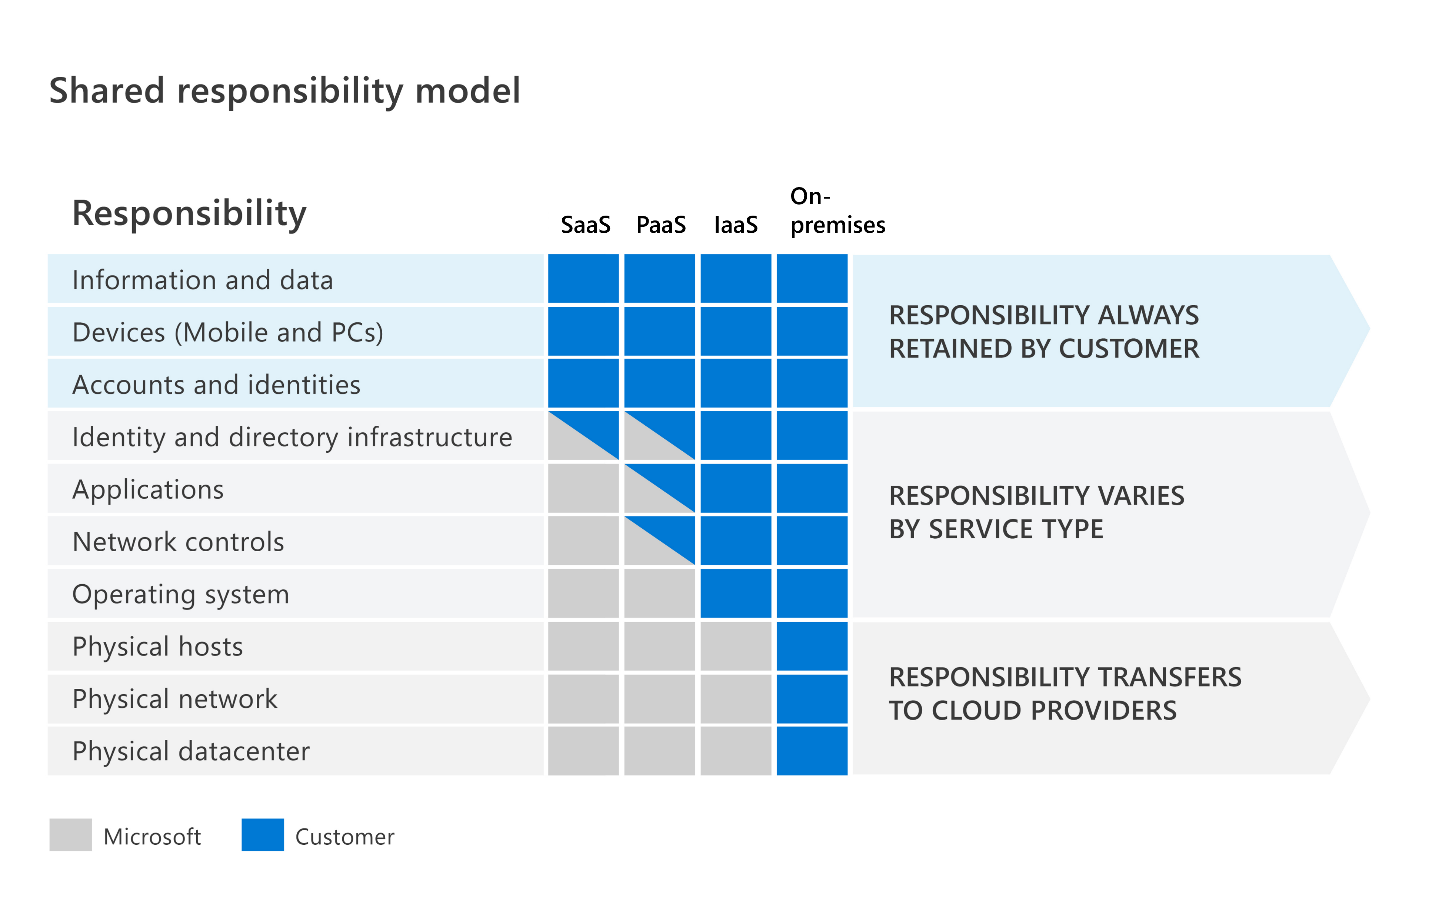 Shared responsibility model
Responsibility
SaaS
PaaS
IaaS
On-
premises
Information and data
Devices (Mobile and PCs)
Accounts and identities
RESPONSIBILITY ALWAYS
RETAINED BY CUSTOMER
Identity and directory infrastructure
Applications
Network controls
Operating system
RESPONSIBILITY VARIES
BY SERVICE TYPE
Physical hosts
Physical network
Physical datacenter
RESPONSIBILITY TRANSFERS
TO CLOUD PROVIDERS
Microsoft
Customer